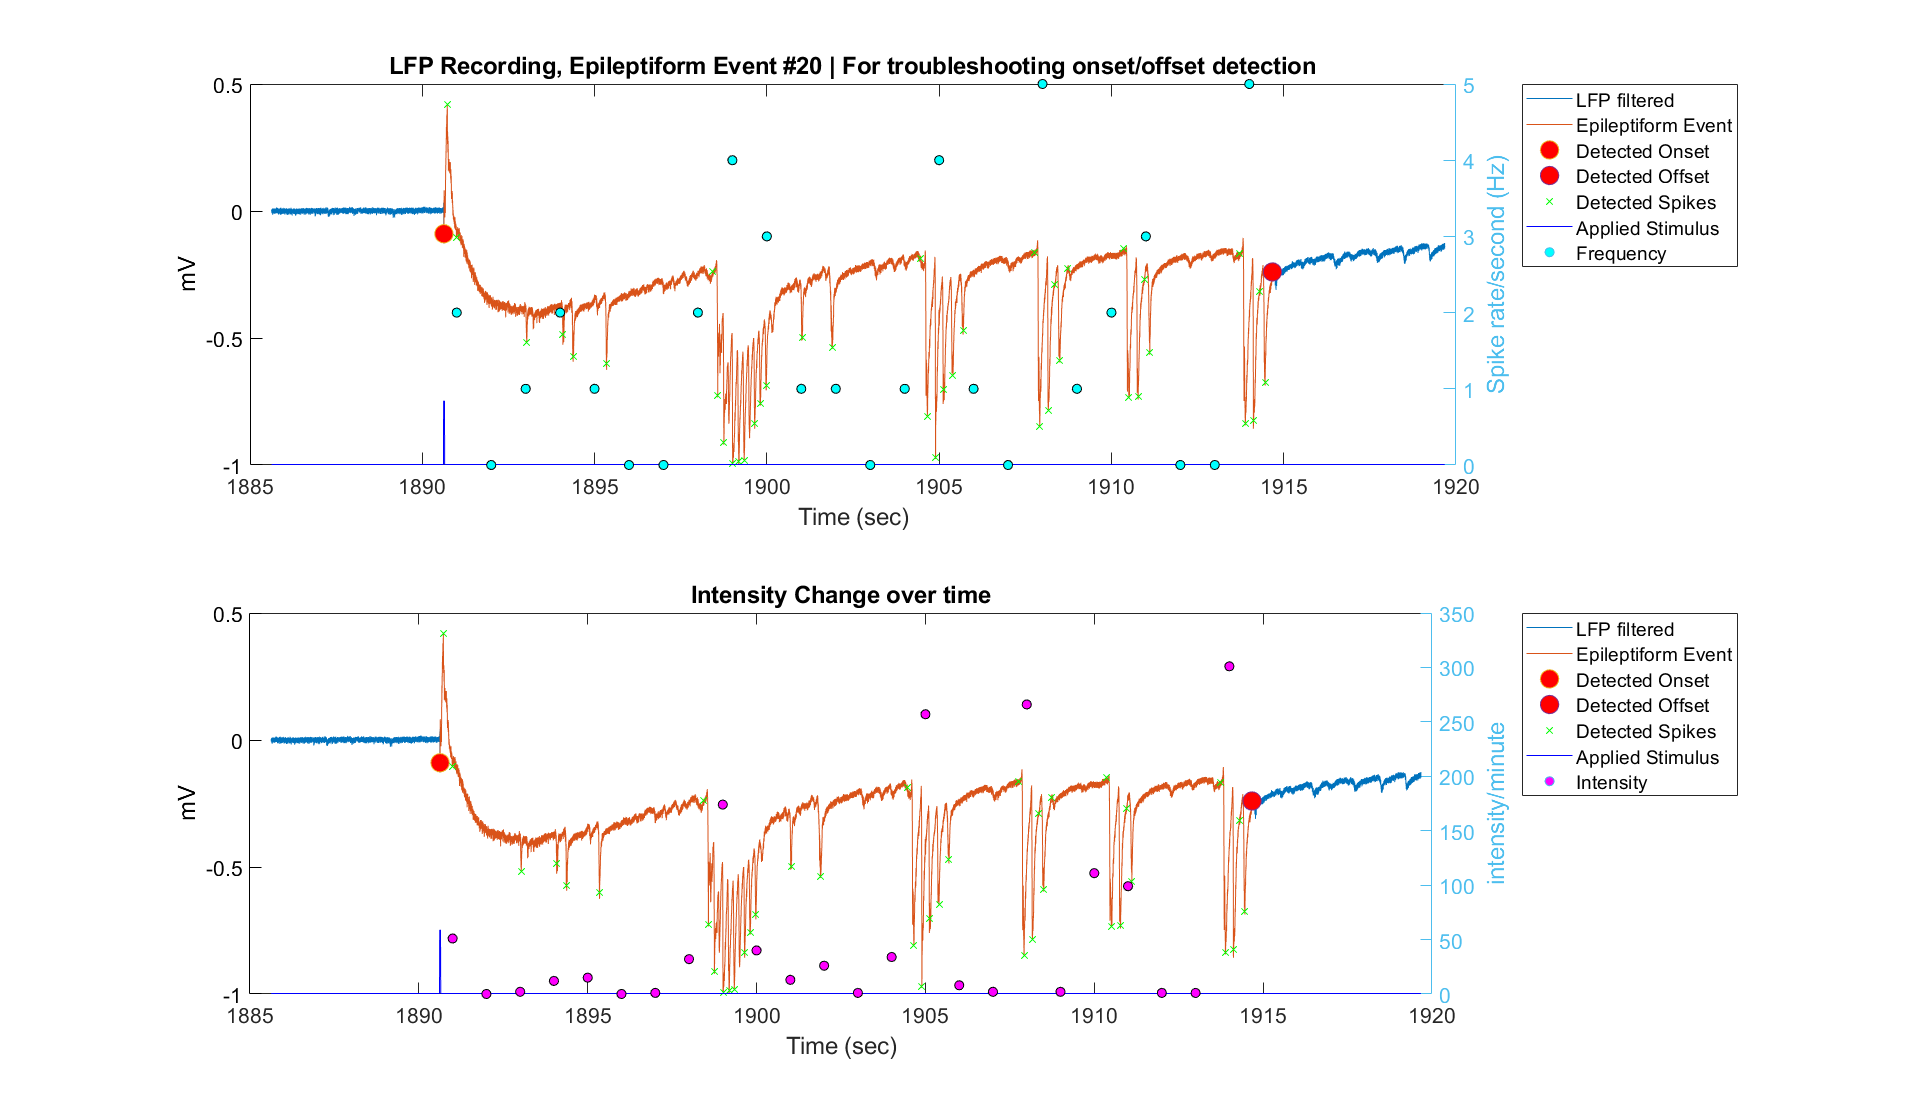 LFP Recording, Epileptiform Event #20 | For troubleshooting onset/offset detection
0.5
0
-0.5
-1
mV
1885
1890
1895
1900
1905
1910
1915
1920
Time (sec)
5
4
3
2
1
0
Spike rate/second (Hz)
LFP filtered
Epileptiform Event
Detected Onset
Detected Offset
Detected Spikes
Applied Stimulus
Frequency
Intensity Change over time
0.5
0
-0.5
-1
mV
1885
1890
1895
1900
1905
1910
1915
1920
Time (sec)
350
300
250
200
150
100
50
0
intensity/minute
LFP filtered
Epileptiform Event
Detected Onset
Detected Offset
Detected Spikes
Applied Stimulus
Intensity